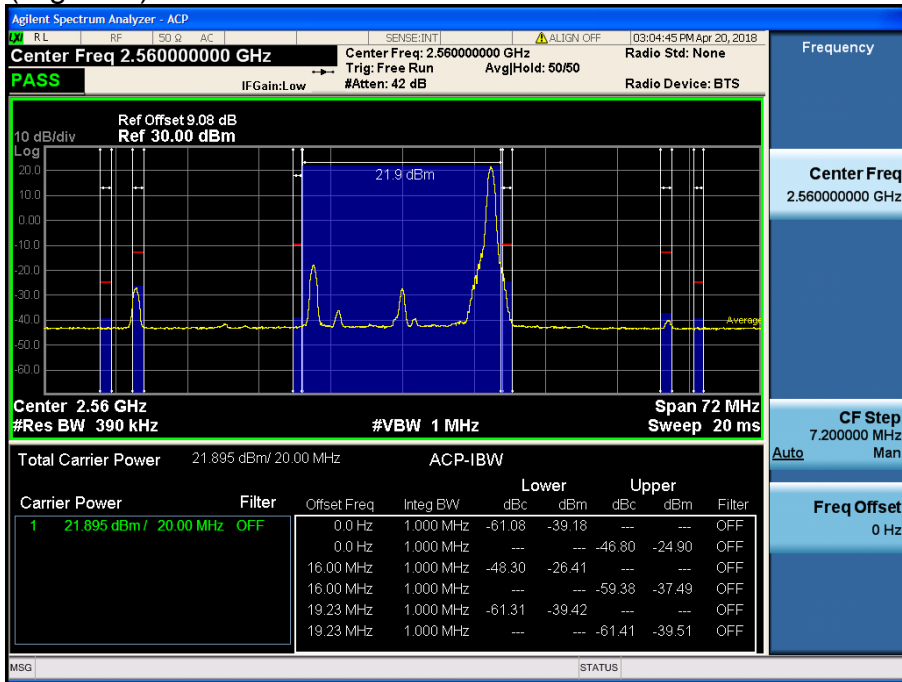 Agilent Spectrum Analyzer - ACP
LXI RL RF 50 Ω AC SENSE:INT ALIGN OFF 03:04:45 PM Apr 20, 2018
Center Freq 2.560000000 GHz
Center Freq: 2.560000000 GHz
Radio Std: None
Trig: Free Run
Avg|Hold: 50/50
PASS
IFGain:Low
#Atten: 42 dB
Radio Device: BTS
Frequency
Ref Offset 9.08 dB
10 dB/div Ref 30.00 dBm
Log
20.0
10.0
0.00
-10.0
-20.0
-30.0
-40.0
-50.0
-60.0
21.9 dBm
Average
Center 2.56 GHz
Span 72 MHz
#Res BW 390 kHz
#VBW 1 MHz
Sweep 20 ms
Center Freq
2.560000000 GHz
CF Step
7.200000 MHz
Auto Man
Freq Offset
0 Hz
Total Carrier Power 21.895 dBm/ 20.00 MHz ACP-IBW
Lower Upper
Carrier Power Filter Offset Freq Integ BW dBc dBm dBc dBm Filter
1 21.895 dBm / 20.00 MHz OFF
0.0 Hz 1.000 MHz -61.08 -39.18 --- --- OFF
0.0 Hz 1.000 MHz --- --- -46.80 -24.90 OFF
16.00 MHz 1.000 MHz -48.30 -26.41 --- --- OFF
16.00 MHz 1.000 MHz --- --- -59.38 -37.49 OFF
19.23 MHz 1.000 MHz -61.31 -39.42 --- --- OFF
19.23 MHz 1.000 MHz --- --- -61.41 -39.51 OFF
MSG STATUS